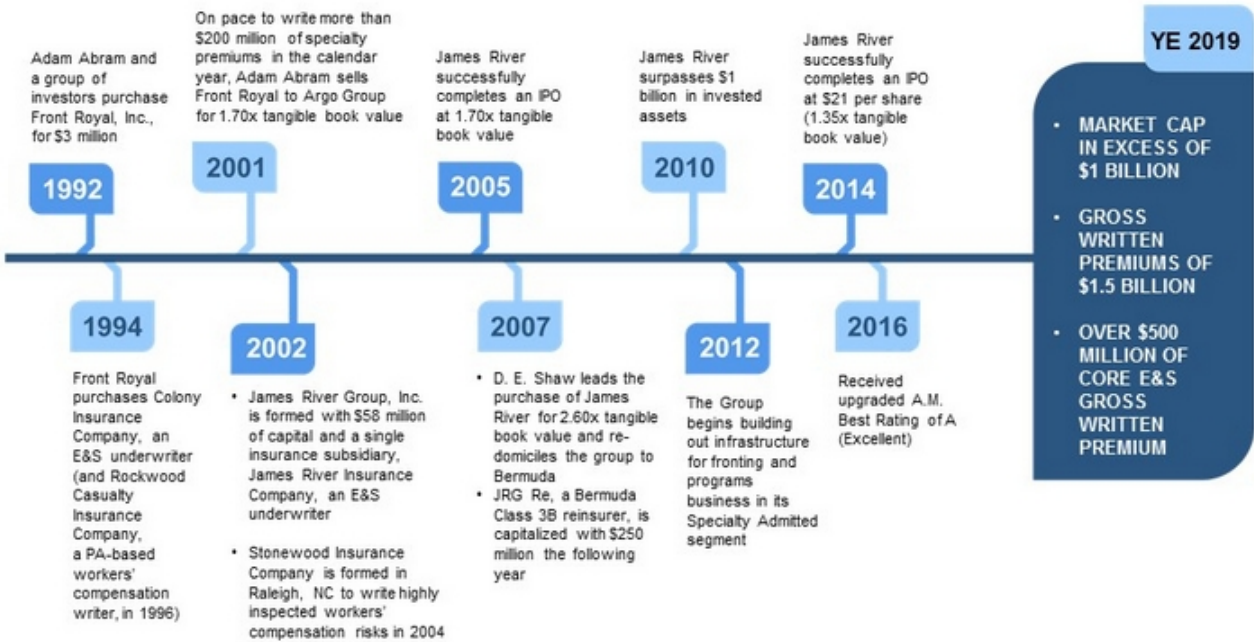 Adam Abram and
a group of
investors purchase
Front Royal, Inc.,
for $3 million
1992
On pace to write more than
$200 million of specialty
premiums in the calendar
year, Adam Abram sells
Front Royal to Argo Group
for 1.70x tangible book value
2001
James River
successfully
completes an IPO
at 1.70x tangible
book value
2005
James River
surpasses $1
billion in invested
assets
2010
James River
successfully
completes an IPO
at $21 per share
(1.35x tangible
book value)
2014
1994
Front Royal
purchases Colony
Insurance
Company, an
E&S underwriter
(and Rockwood
Casualty
Insurance
Company,
a PA-based
workers'
compensation
writer, in 1996)
2002
• James River Group, Inc.
is formed with $58 million
of capital and a single
insurance subsidiary,
James River Insurance
Company, an E&S
underwriter
• Stonewood Insurance
Company is formed in
Raleigh, NC to write highly
inspected workers'
compensation risks in 2004
2007
• D. E. Shaw leads the
purchase of James
River for 2.60x tangible
book value and re-
domiciles the group to
Bermuda
• JRG Re, a Bermuda
Class 3B reinsurer, is
capitalized with $250
million the following
year
2012
The Group
begins building
out infrastructure
for fronting and
programs
business in its
Specialty Admitted
segment
2016
Received
upgraded A.M.
Best Rating of A
(Excellent)
YE 2019
• MARKET CAP
IN EXCESS OF
$1 BILLION
• GROSS
WRITTEN
PREMIUMS OF
$1.5 BILLION
• OVER $500
MILLION OF
CORE E&S
GROSS
WRITTEN
PREMIUM